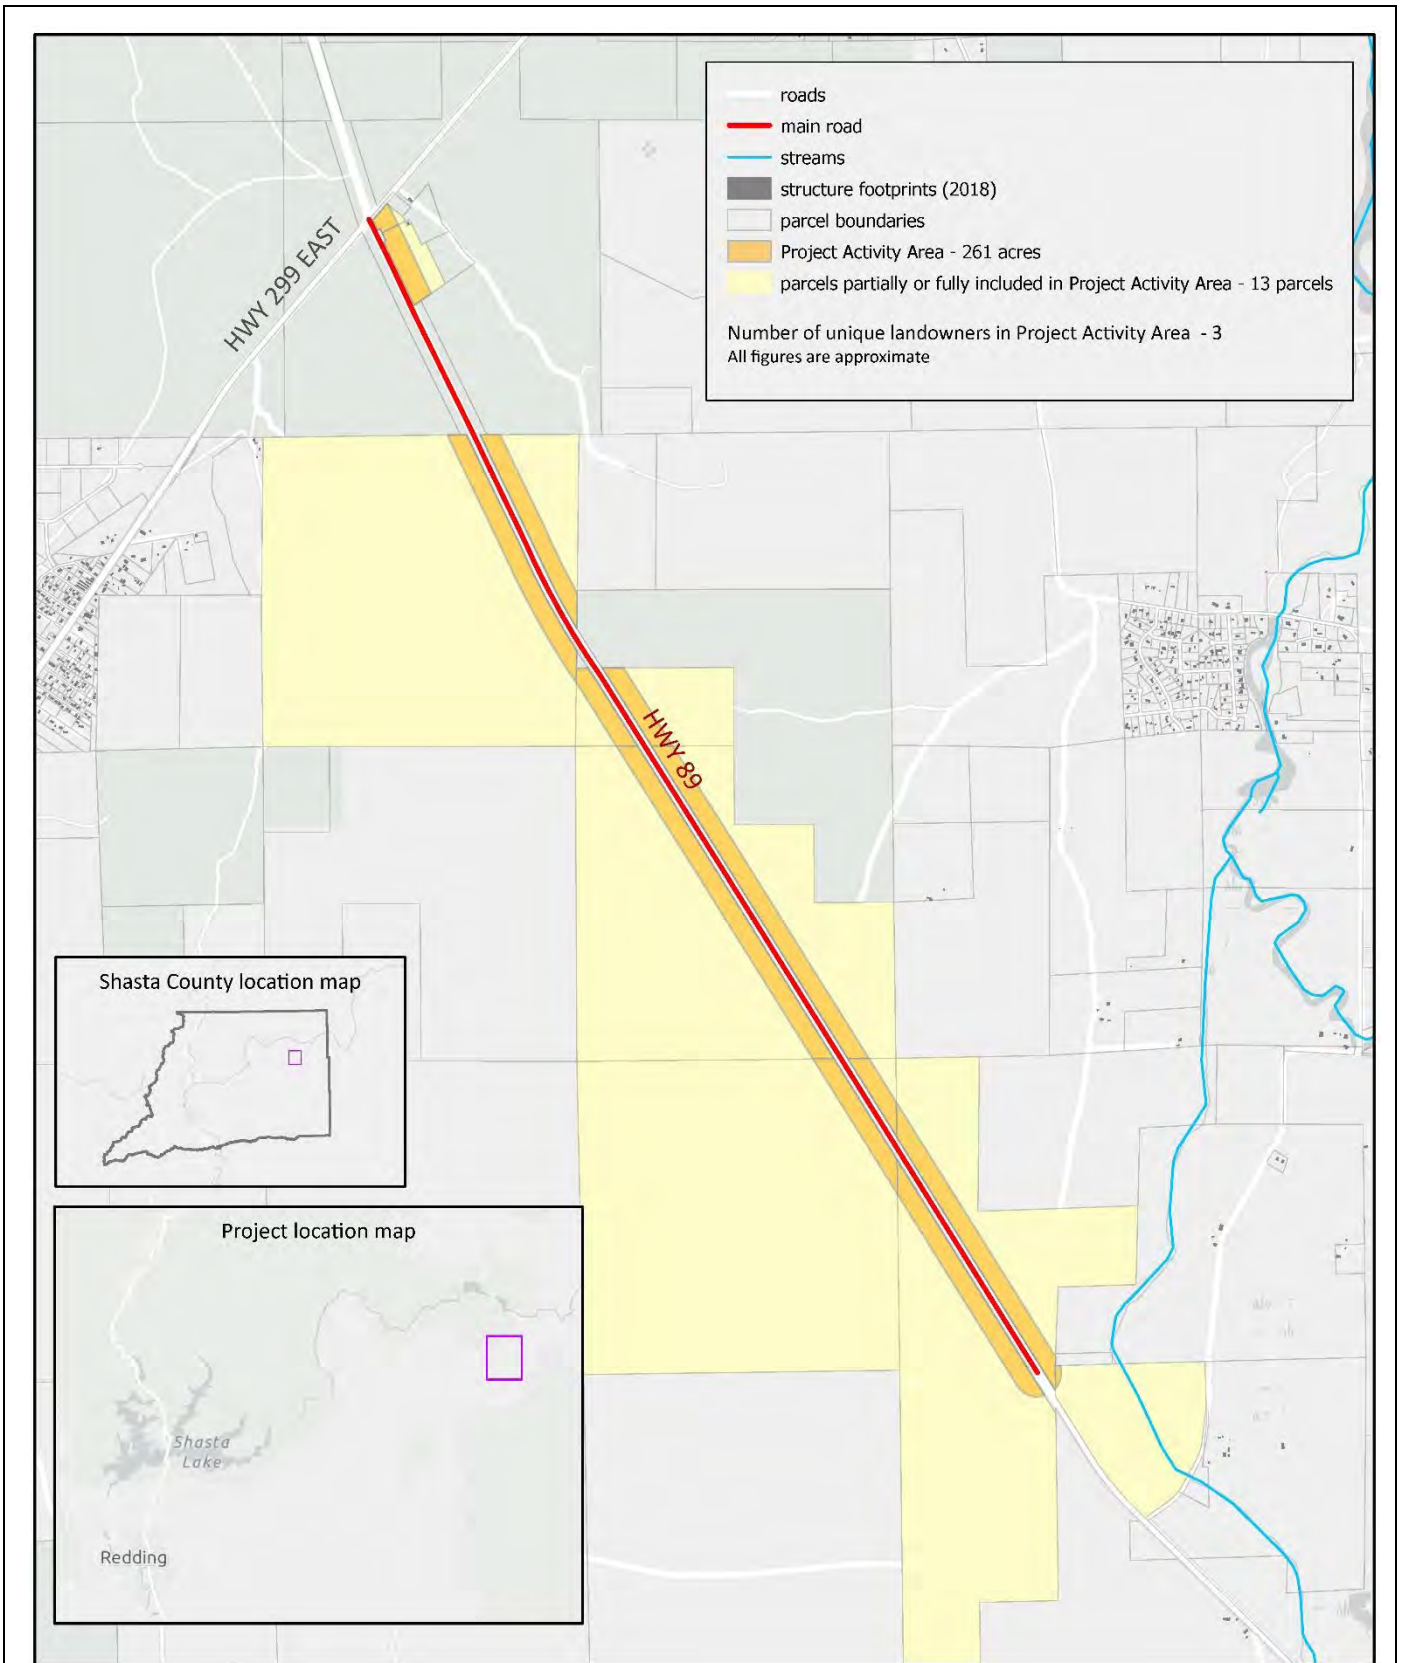 roads
main road
streams
structure footprints (2018)
parcel boundaries
Project Activity Area - 261 acres
parcels partially or fully included in Project Activity Area - 13 parcels
Number of unique landowners in Project Activity Area - 3
All figures are approximate
HWY 299 EAST
HWY 89
Shasta County location map
Project location map
Shasta
Lake
Redding